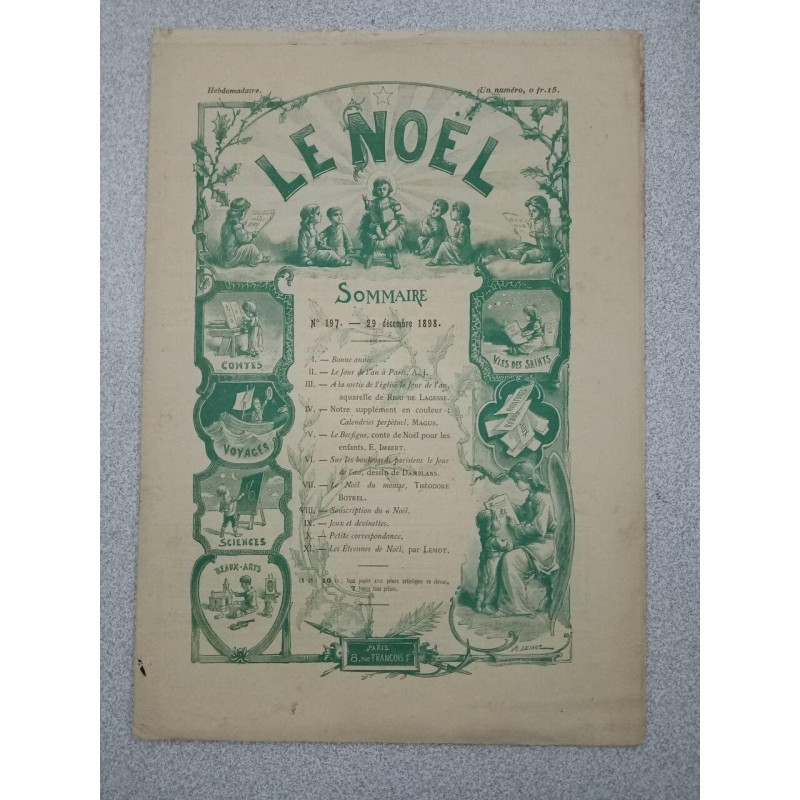 Hebdomadaire.
Un numéro, 0 fr.15.
LE NOËL
SOMMAIRE
N° 197. — 29 décembre 1898.
I. — Bonne année.
II. — Le Jour de l'an à Paris, A. J.
III. — A la sortie de l'église le Jour de l'an,
aquarelle de RIOU DE LAGESSE.
IV. — Notre supplément en couleur :
Calendrier perpétuel, MAGUS.
V. — Le Becfigue, conte de Noël pour les
enfants, E. IMBERT.
VI. — Sur les boulevards parisiens le Jour
de l'an, dessin de DAMBLANS.
VII. — Le Noël du mousse, THÉODORE
BOTREL.
VIII. — Souscription du « Noël.
IX. — Jeux et devinettes.
X. — Petite correspondance.
XI. — Les Étrennes de Noël, par LEMOT.
CONTES
VOYAGES
SCIENCES
BEAUX-ARTS
VIES DES SAINTS
PARIS
8, RUE FRANÇOIS Ier
A. LEMOT